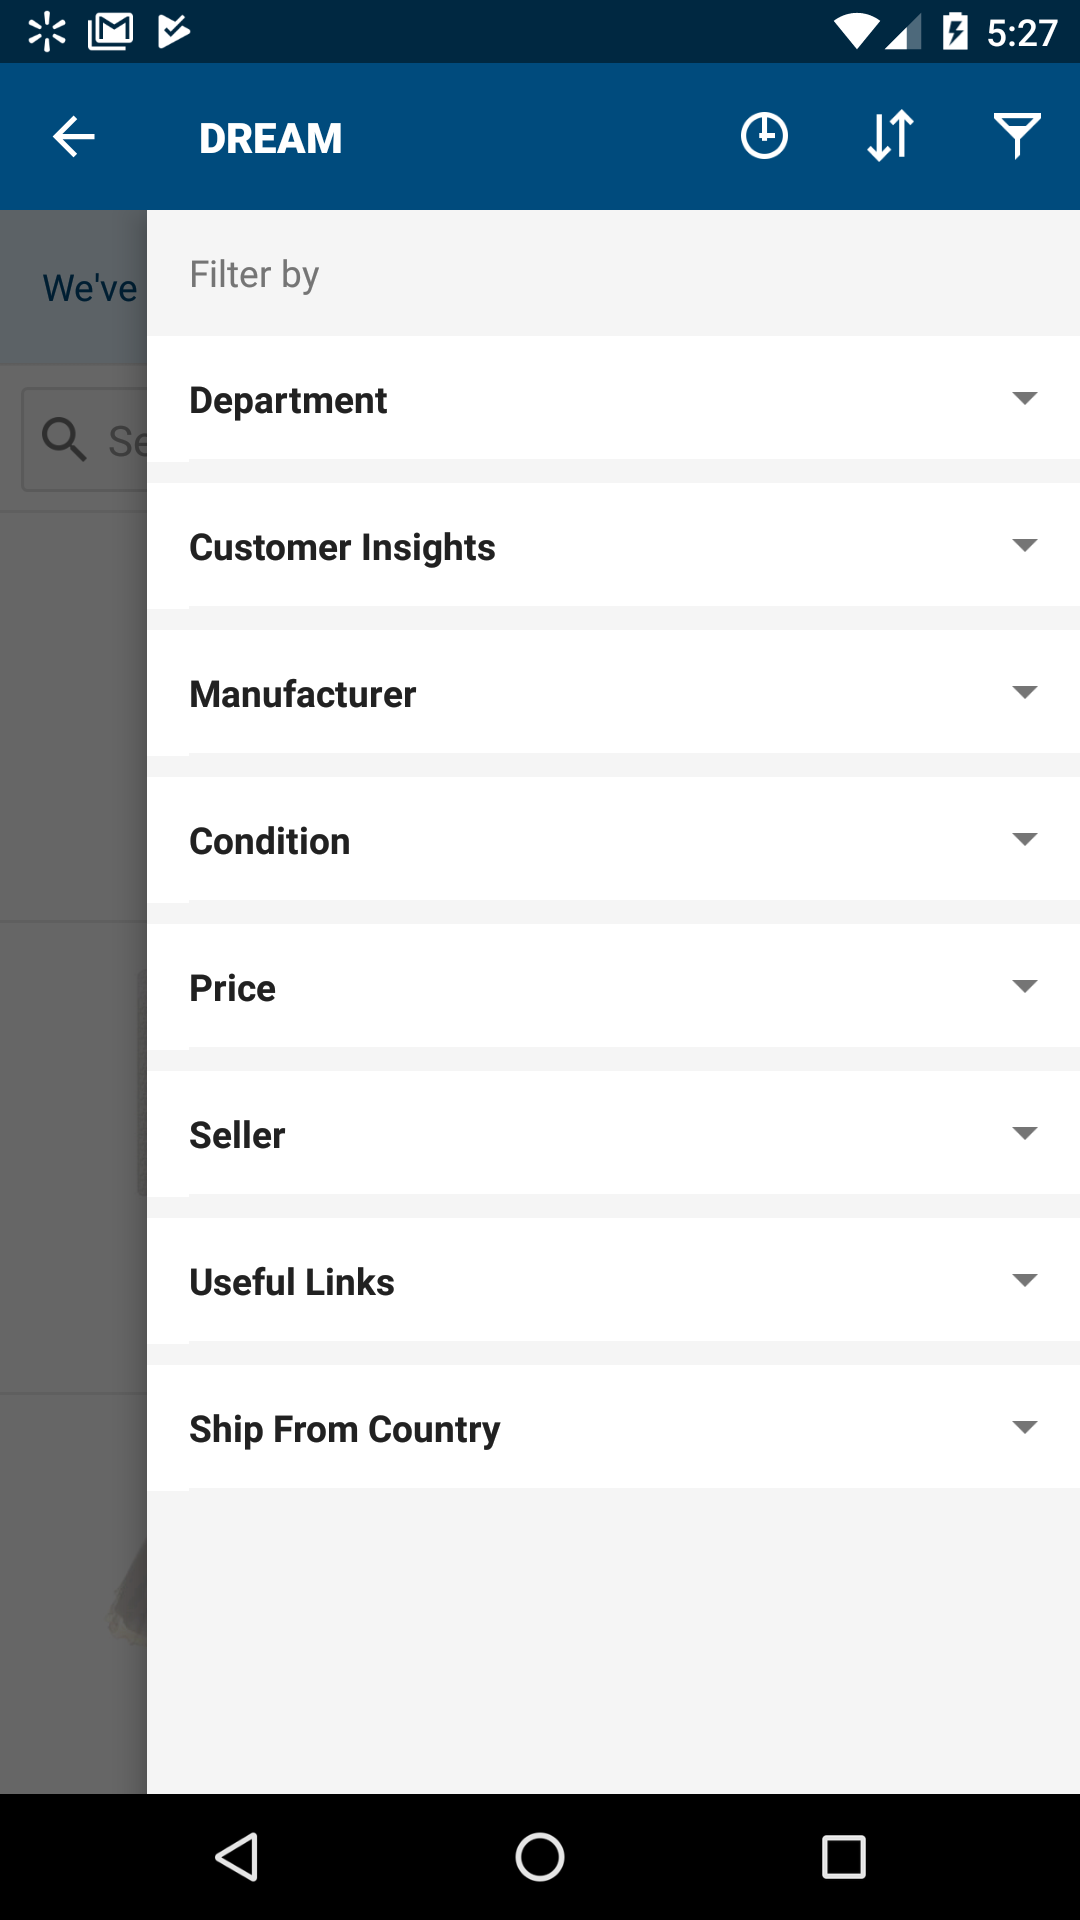 5:27
DREAM
We've
Filter by
Se
Department
Customer Insights
Manufacturer
Condition
Price
Seller
Useful Links
Ship From Country